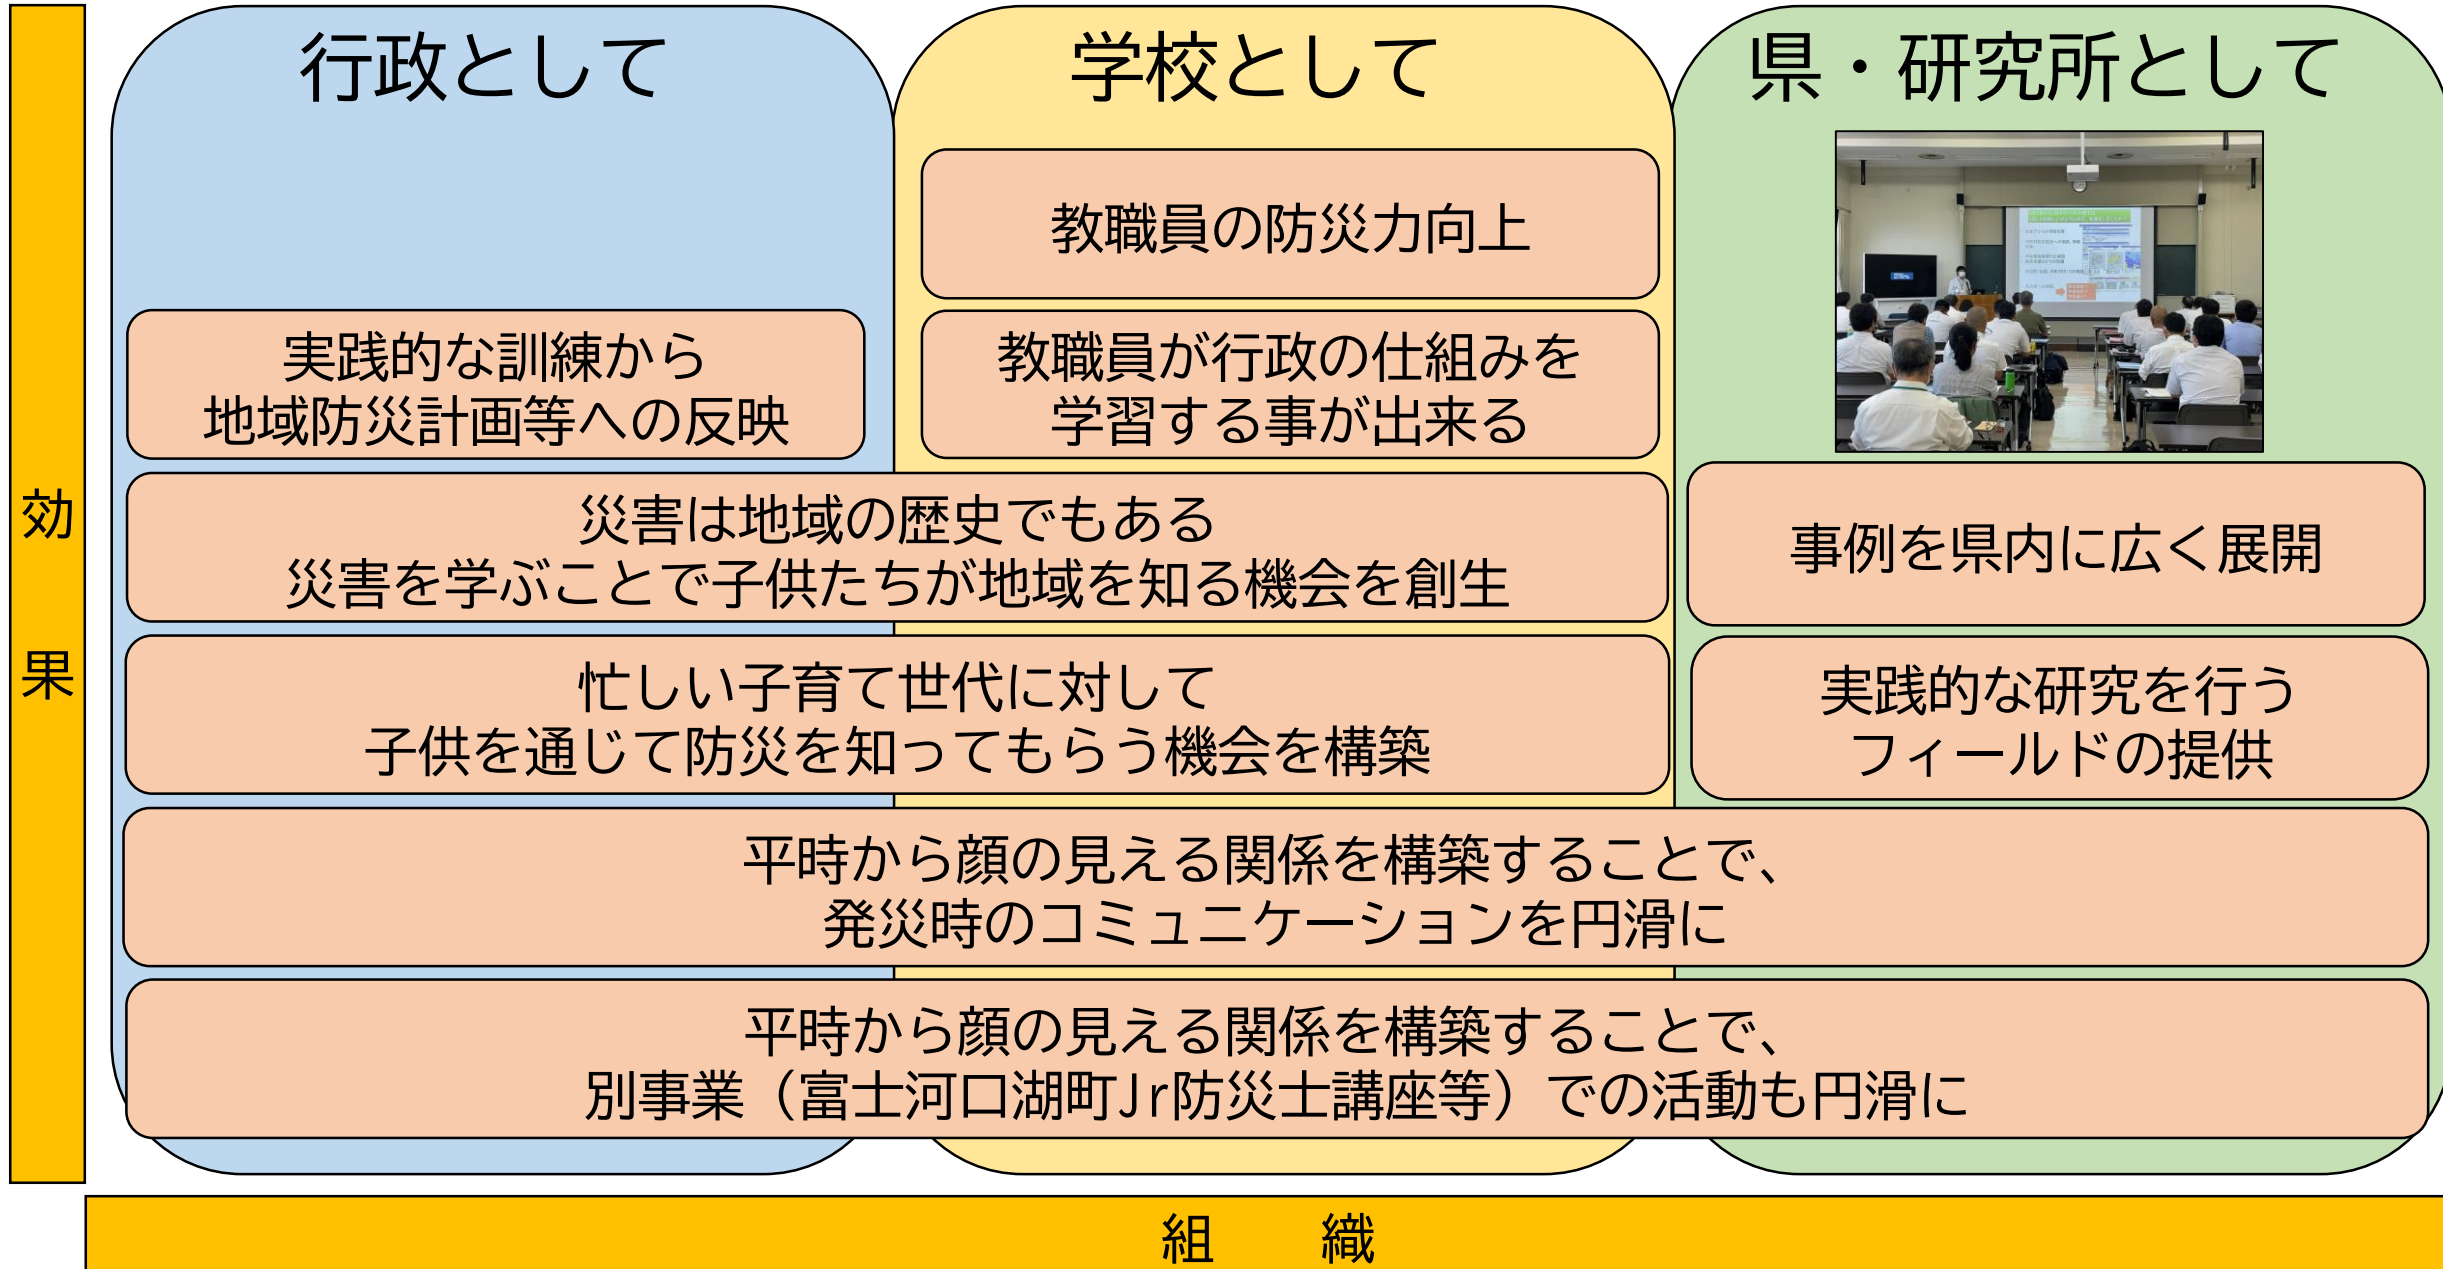 行政として
学校として
県・研究所として
教職員の防災力向上
実践的な訓練から
地域防災計画等への反映
教職員が行政の仕組みを
学習する事が出来る
災害は地域の歴史でもある
災害を学ぶことで子供たちが地域を知る機会を創生
事例を県内に広く展開
忙しい子育て世代に対して
子供を通じて防災を知ってもらう機会を構築
実践的な研究を行う
フィールドの提供
平時から顔の見える関係を構築することで、
発災時のコミュニケーションを円滑に
平時から顔の見える関係を構築することで、
別事業（富士河口湖町Jr防災士講座等）での活動も円滑に
効果
組　織